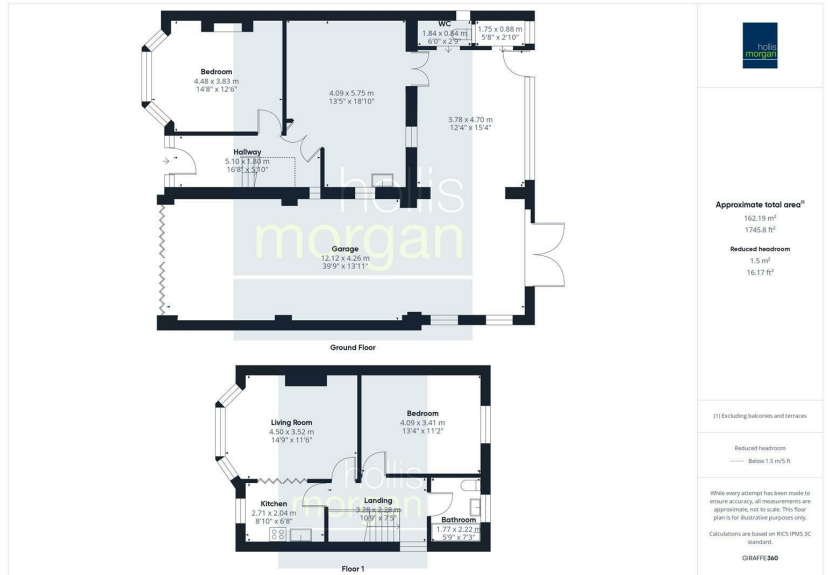 WC
1.84 x 0.84 m
6'0" x 2'9"
1.75 x 0.88 m
5'8" x 2'10"
Bedroom
4.48 x 3.83 m
14'8" x 12'6"
4.09 x 5.75 m
13'5" x 18'10"
3.78 x 4.70 m
12'4" x 15'4"
Hallway
5.10 x 1.80 m
16'8" x 5'10"
hollis
morgan
Garage
12.12 x 4.26 m
39'9" x 13'11"
Ground Floor
Living Room
4.50 x 3.52 m
14'9" x 11'6"
Bedroom
4.09 x 3.41 m
13'4" x 11'2"
hollis
morgan
Kitchen
2.71 x 2.04 m
8'10" x 6'8"
Landing
3.28 x 2.28 m
10'9" x 7'5"
Bathroom
1.77 x 2.22 m
5'9" x 7'3"
Floor 1
hollis
morgan
Approximate total area(1)
162.19 m²
1745.8 ft²
Reduced headroom
1.5 m²
16.17 ft²
(1) Excluding balconies and terraces
Reduced headroom
Below 1.5 m/5 ft
While every attempt has been made to
ensure accuracy, all measurements are
approximate, not to scale. This floor
plan is for illustrative purposes only.
Calculations are based on RICS IPMS 3C
standard.
GIRAFFE360